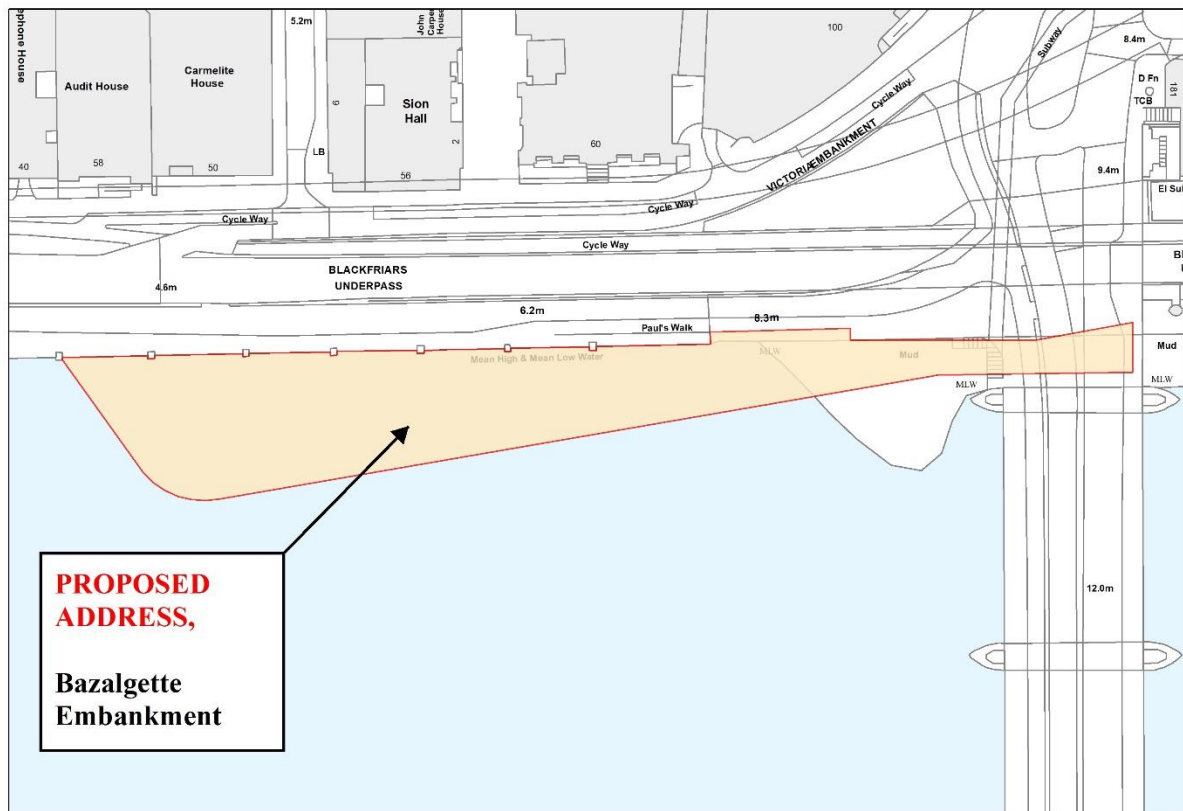 ephone House
5.2m
John
Carpenter
House
100
Subway
8.4m
Audit House
Carmelite
House
Sion
Hall
6
2
Cycle Way
D Fn
TCB
181
LB
60
VICTORIA EMBANKMENT
40
58
50
56
9.4m
El Sub
Cycle Way
Cycle Way
Cycle Way
BLACKFRIARS
UNDERPASS
4.6m
6.2m
8.3m
Paul's Walk
Mean High & Mean Low Water
MLW
Mud
Mud
MLW
MLW
PROPOSED
ADDRESS,
Bazalgette
Embankment
12.0m